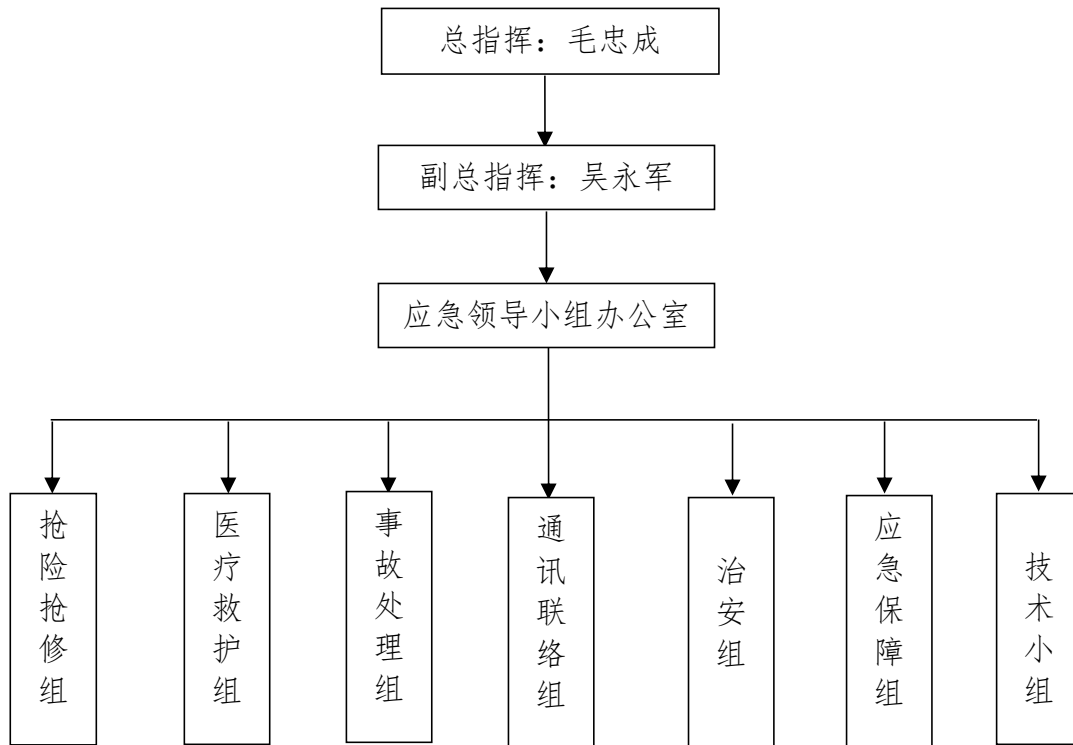 总指挥：毛忠成
副总指挥：吴永军
应急领导小组办公室
抢险抢修组
医疗救护组
事故处理组
通讯联络组
治安组
应急保障组
技术小组